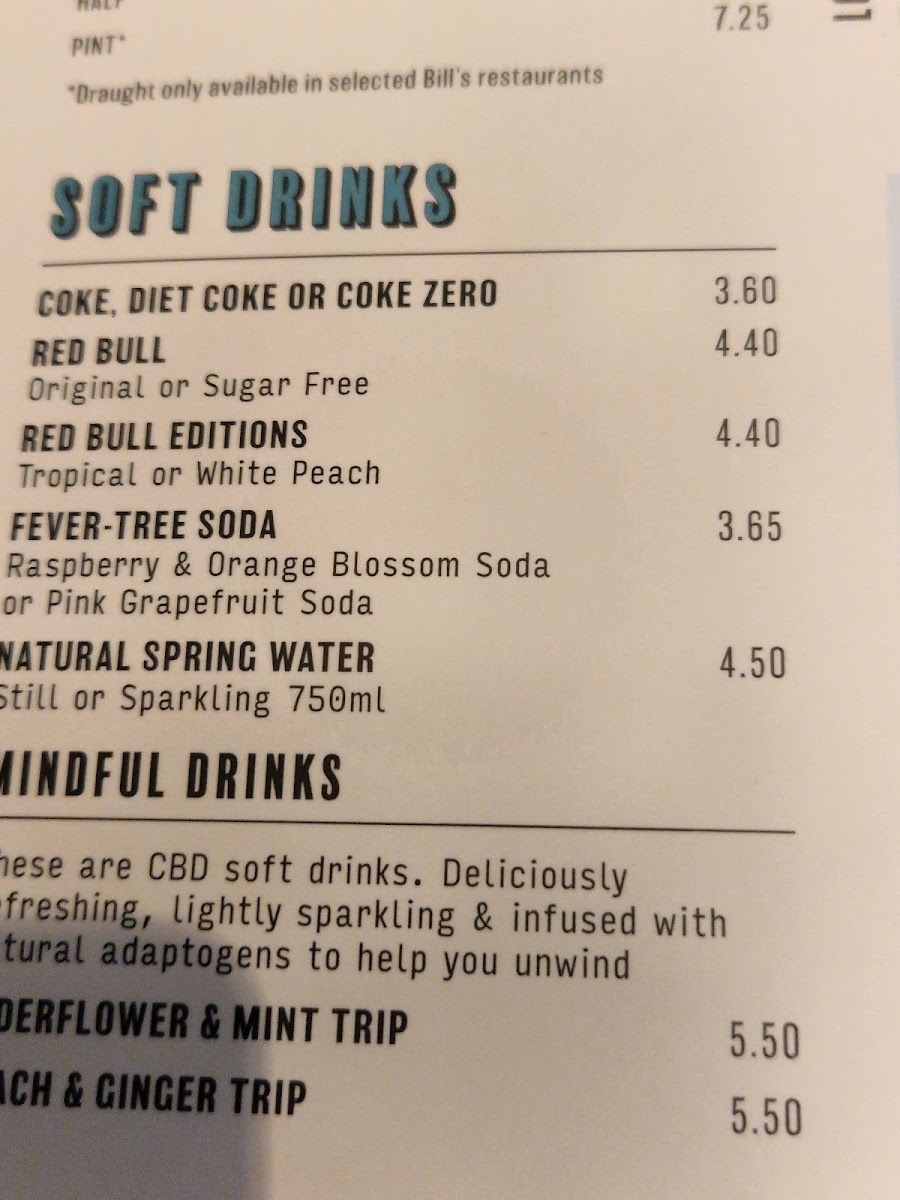 HALF
7.25
PINT*
*Draught only available in selected Bill's restaurants
SOFT DRINKS
COKE, DIET COKE OR COKE ZERO 3.60
RED BULL 4.40
Original or Sugar Free
RED BULL EDITIONS 4.40
Tropical or White Peach
FEVER-TREE SODA 3.65
Raspberry & Orange Blossom Soda
or Pink Grapefruit Soda
NATURAL SPRING WATER 4.50
Still or Sparkling 750ml
MINDFUL DRINKS
hese are CBD soft drinks. Deliciously
efreshing, lightly sparkling & infused with
tural adaptogens to help you unwind
DERFLOWER & MINT TRIP 5.50
ACH & GINGER TRIP 5.50